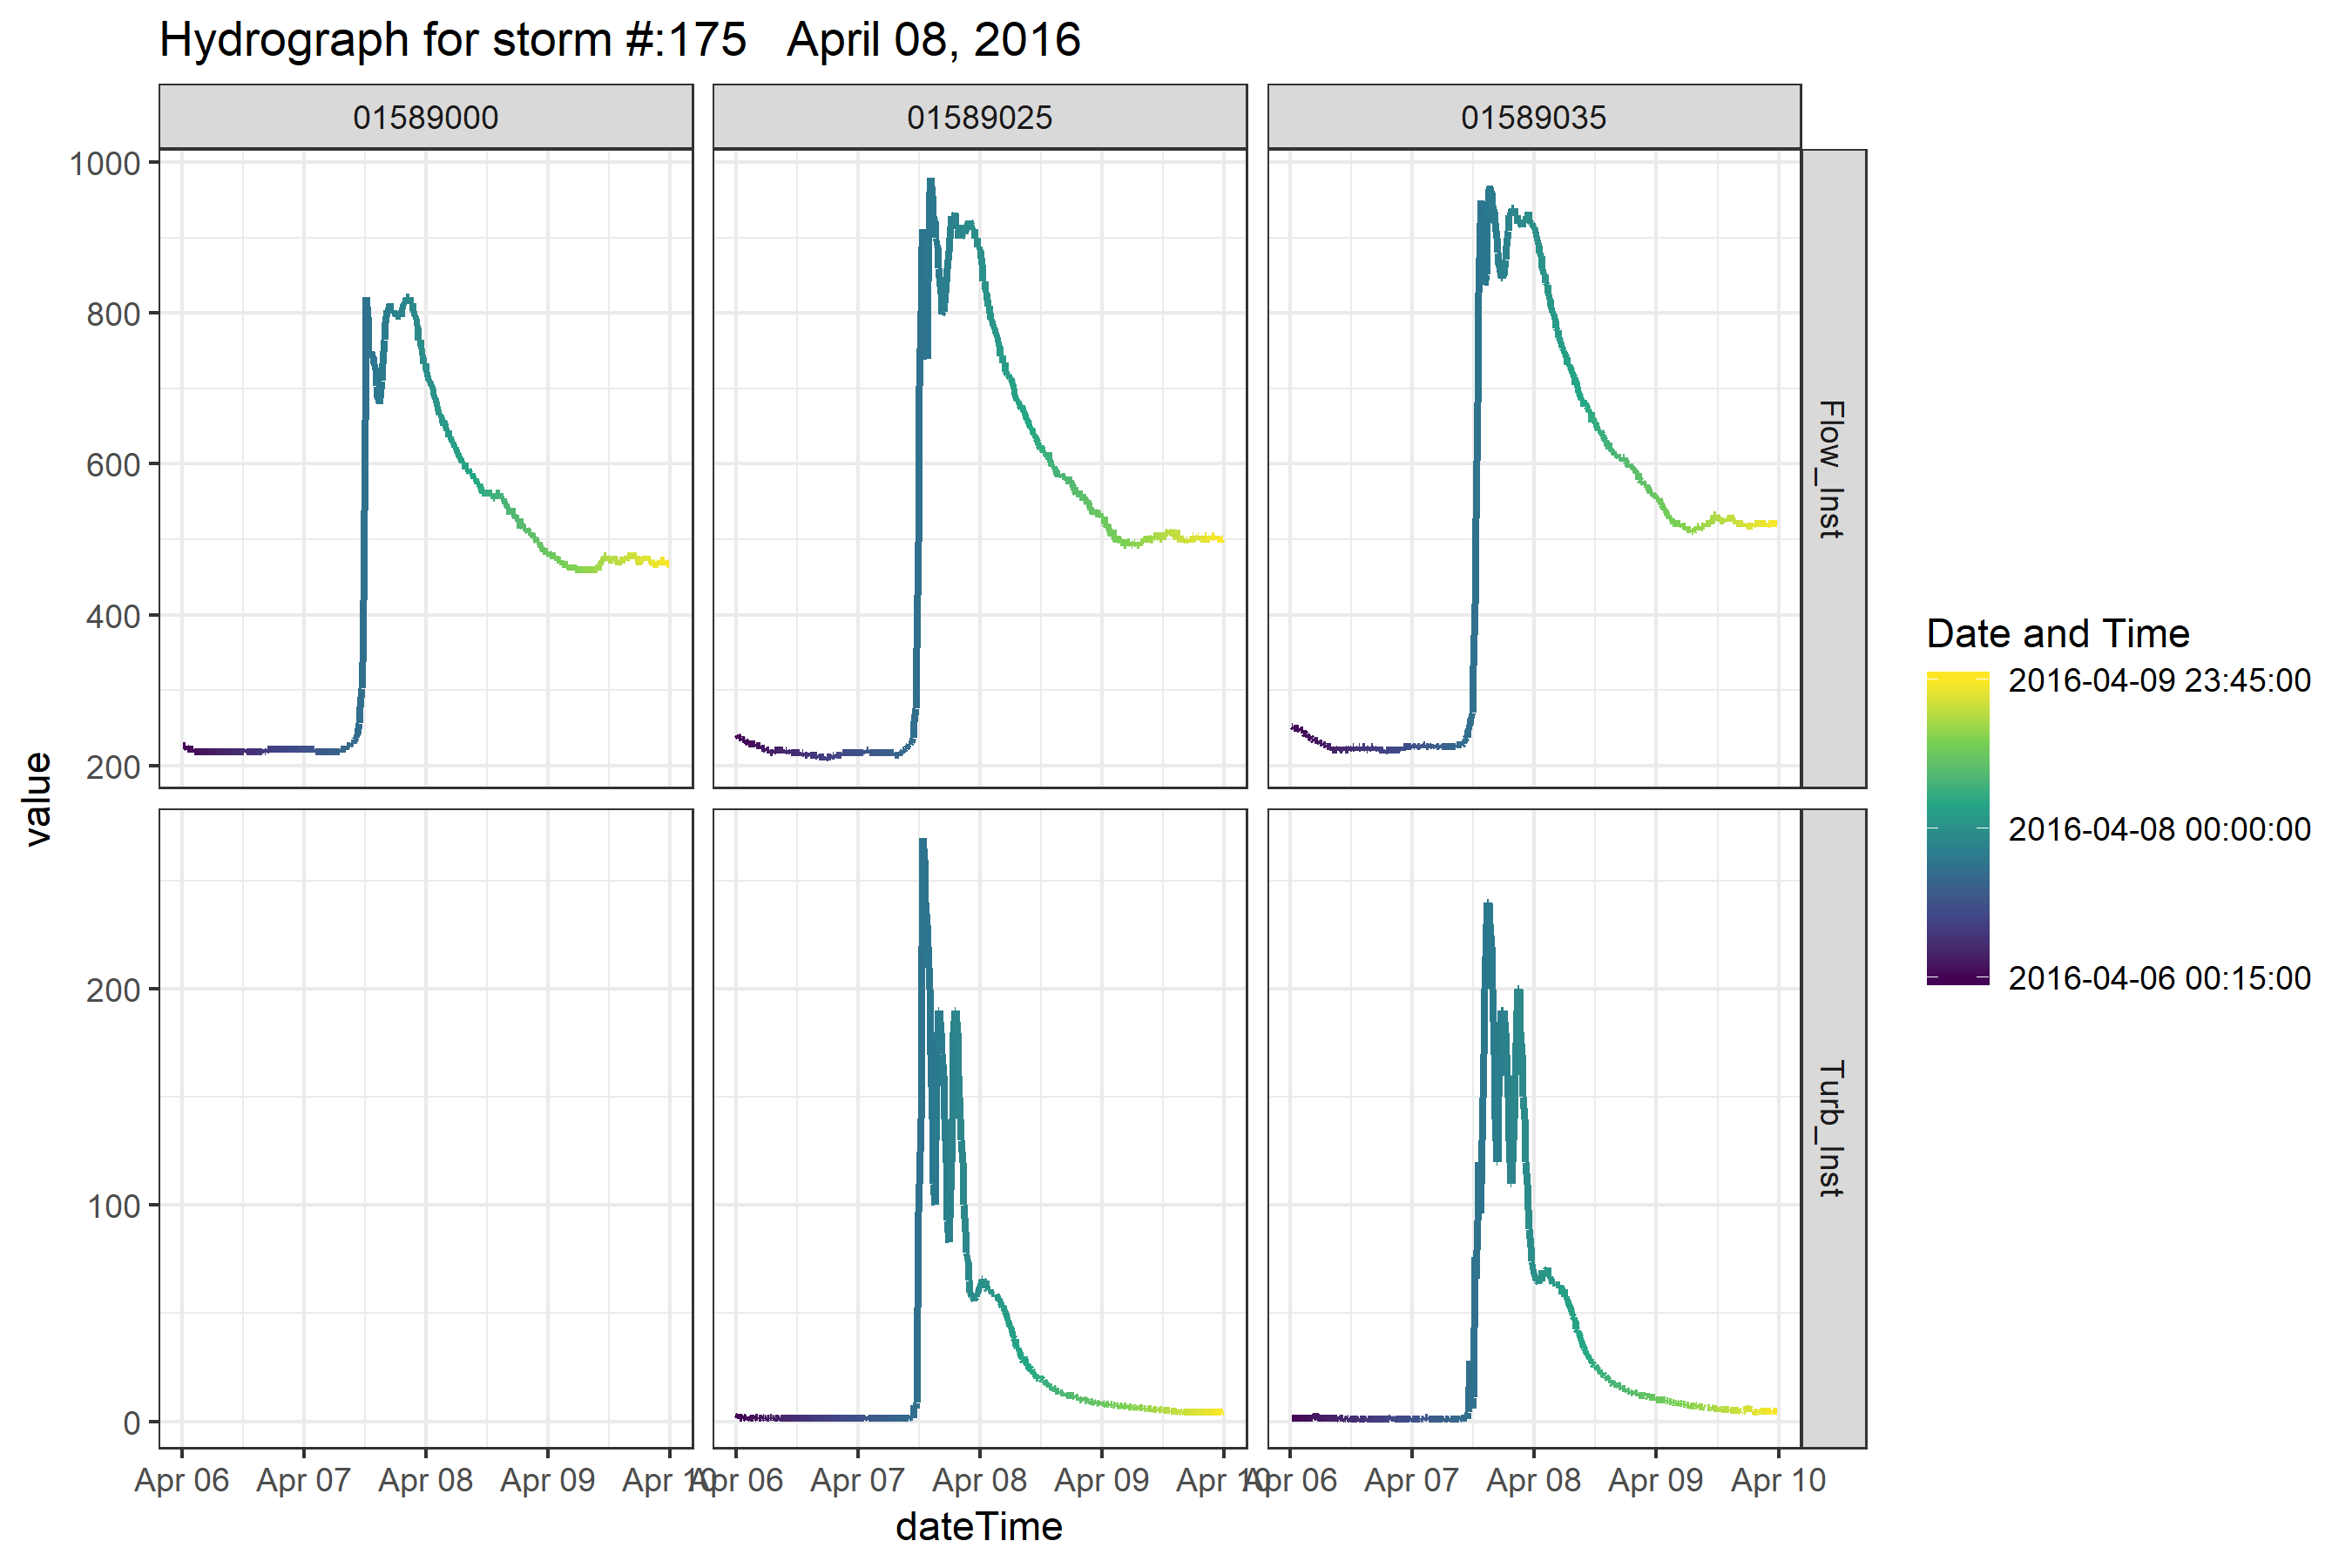 Hydrograph for storm #:175   April 08, 2016
01589000
01589025
01589035
1000
800
600
400
200
Flow_Inst
200
100
0
Turb_Inst
value
Apr 06 Apr 07 Apr 08 Apr 09 Apr 10
Apr 06 Apr 07 Apr 08 Apr 09 Apr 10
Apr 06 Apr 07 Apr 08 Apr 09 Apr 10
dateTime
Date and Time
2016-04-09 23:45:00
2016-04-08 00:00:00
2016-04-06 00:15:00